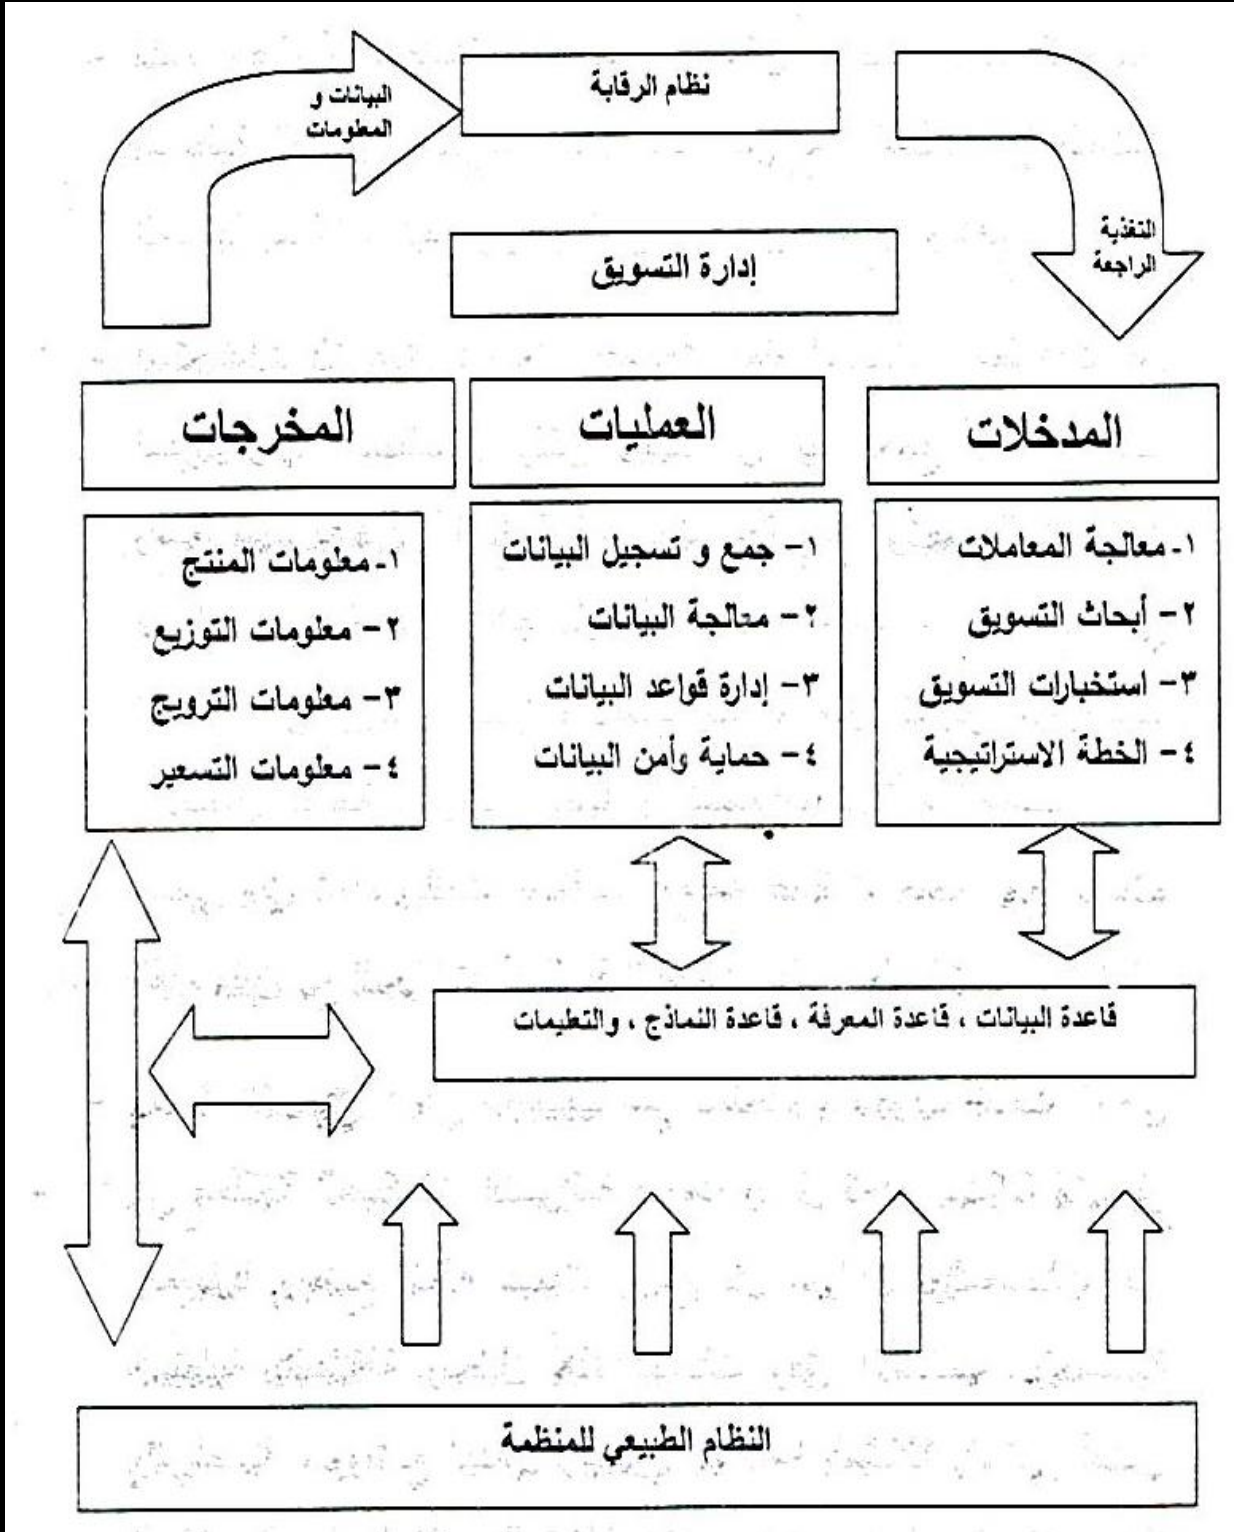 نظام الرقابة
البيانات و
المعلومات
التغذية
الراجعة
إدارة التسويق
المدخلات
العمليات
المخرجات
١- معالجة المعاملات
٢- أبحاث التسويق
٣- استخبارات التسويق
٤- الخطة الاستراتيجية
١- جمع و تسجيل البيانات
٢- معالجة البيانات
٣- إدارة قواعد البيانات
٤- حماية وأمن البيانات
١- معلومات المنتج
٢- معلومات التوزيع
٣- معلومات الترويج
٤- معلومات التسعير
قاعدة البيانات ، قاعدة المعرفة ، قاعدة النماذج ، والتعليمات
النظام الطبيعي للمنظمة